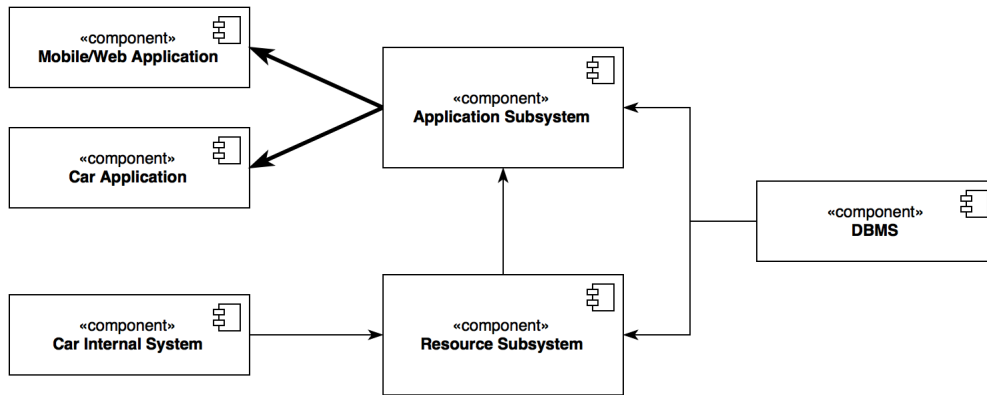 «component»
Mobile/Web Application
«component»
Application Subsystem
«component»
Car Application
«component»
DBMS
«component»
Car Internal System
«component»
Resource Subsystem